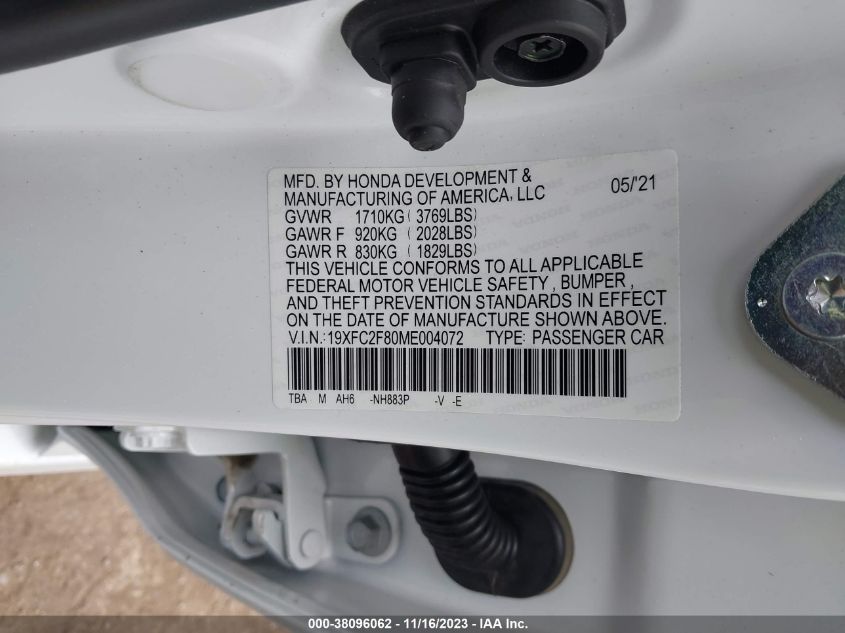 MFD. BY HONDA DEVELOPMENT &
MANUFACTURING OF AMERICA, LLC 05/'21
GVWR 1710KG ( 3769LBS)
GAWR F 920KG ( 2028LBS)
GAWR R 830KG ( 1829LBS)
THIS VEHICLE CONFORMS TO ALL APPLICABLE
FEDERAL MOTOR VEHICLE SAFETY , BUMPER ,
AND THEFT PREVENTION STANDARDS IN EFFECT
ON THE DATE OF MANUFACTURE SHOWN ABOVE.
V.I.N.:19XFC2F80ME004072 TYPE: PASSENGER CAR
TBA M AH6 -NH883P -V -E
000-38096062 - 11/16/2023 - IAA Inc.